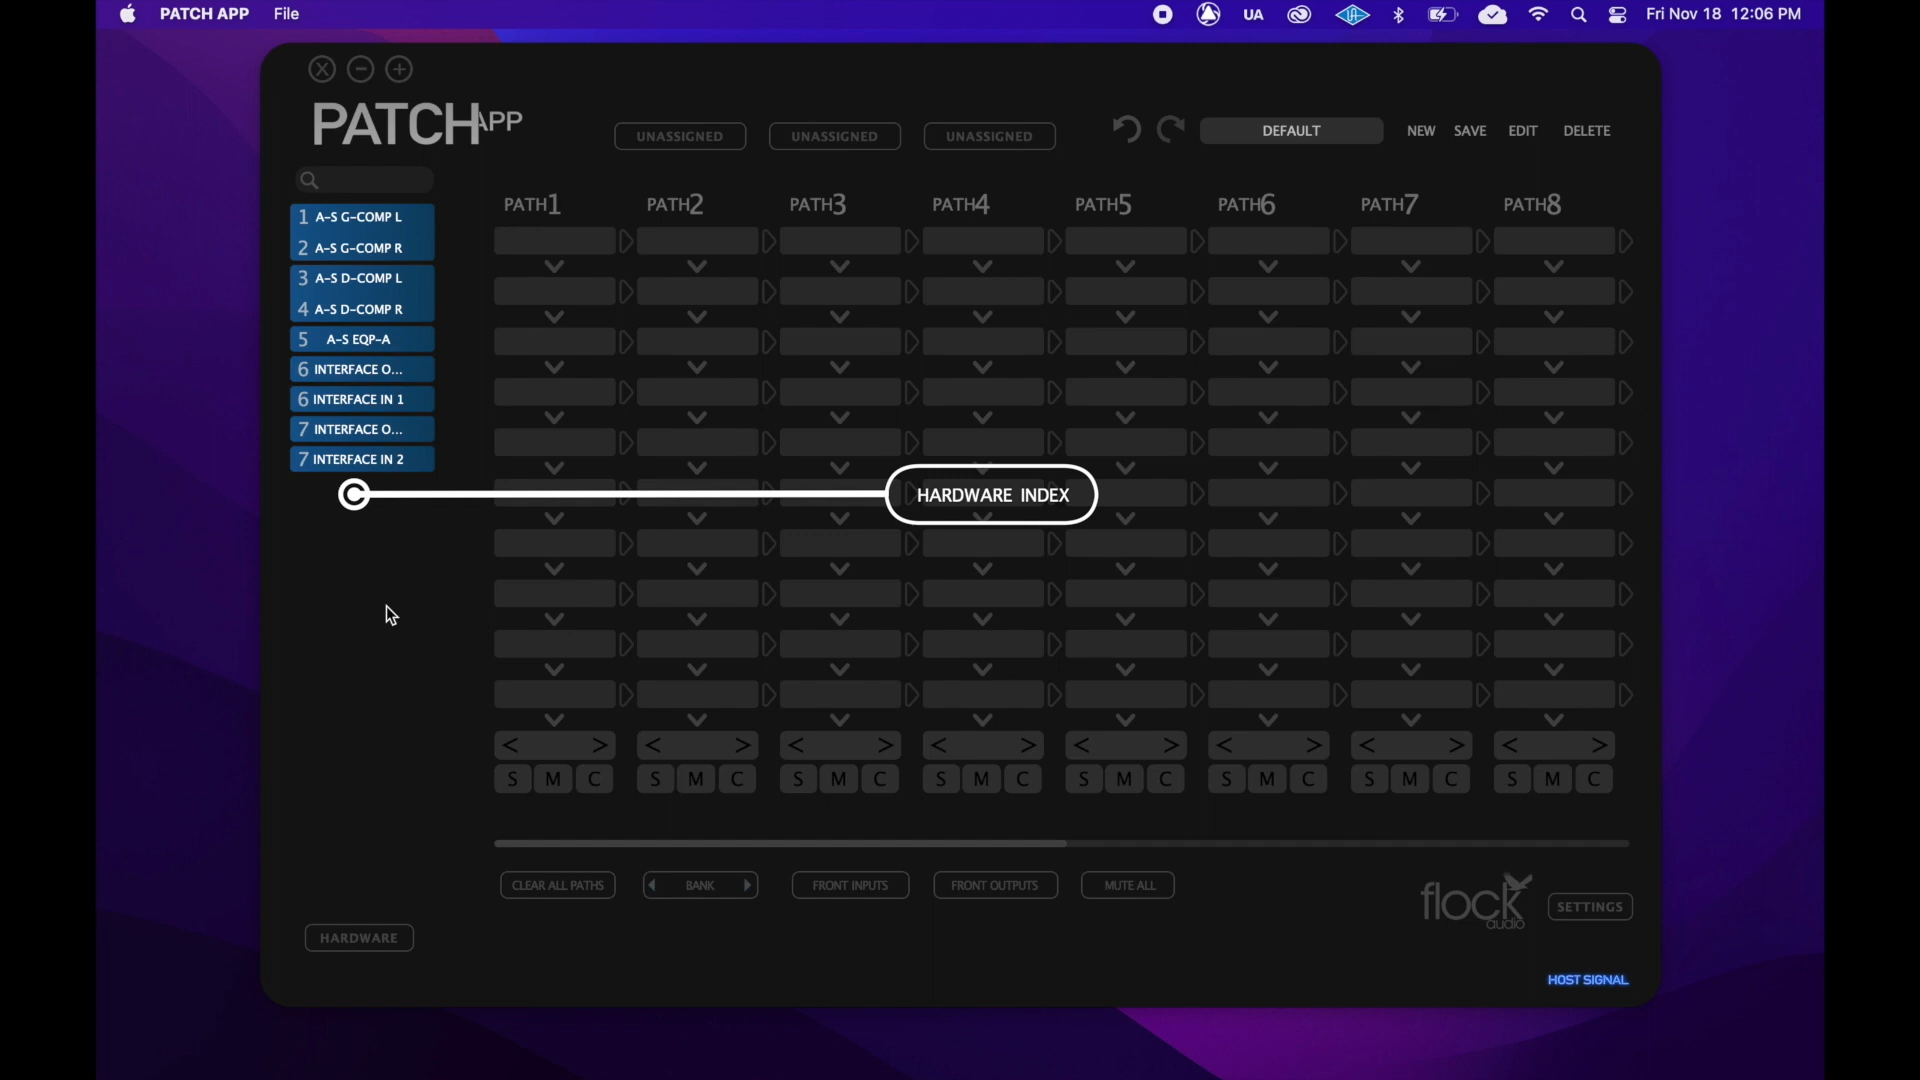 PATCH APP File UA Fri Nov 18 12:06 PM
PATCH APP
UNASSIGNED UNASSIGNED UNASSIGNED DEFAULT NEW SAVE EDIT DELETE
PATH1 PATH2 PATH3 PATH4 PATH5 PATH6 PATH7 PATH8
1 A-S G-COMP L
2 A-S G-COMP R
3 A-S D-COMP L
4 A-S D-COMP R
5 A-S EQP-A
6 INTERFACE O...
6 INTERFACE IN 1
7 INTERFACE O...
7 INTERFACE IN 2
HARDWARE INDEX
< > < > < > < > < > < > < > < >
S M C S M C S M C S M C S M C S M C S M C S M C
CLEAR ALL PATHS BANK FRONT INPUTS FRONT OUTPUTS MUTE ALL
flock audio
SETTINGS
HARDWARE
HOST SIGNAL